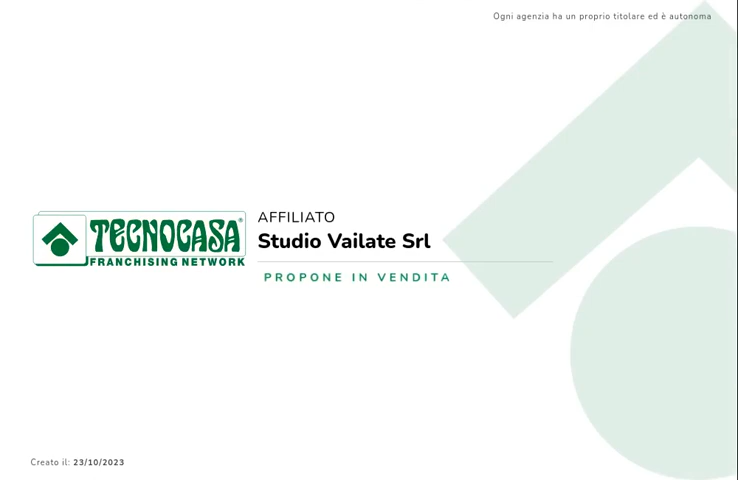 Ogni agenzia ha un proprio titolare ed è autonoma
AFFILIATO
TECNOCASA®
Studio Vailate Srl
FRANCHISING NETWORK
PROPONE IN VENDITA
Creato il: 23/10/2023